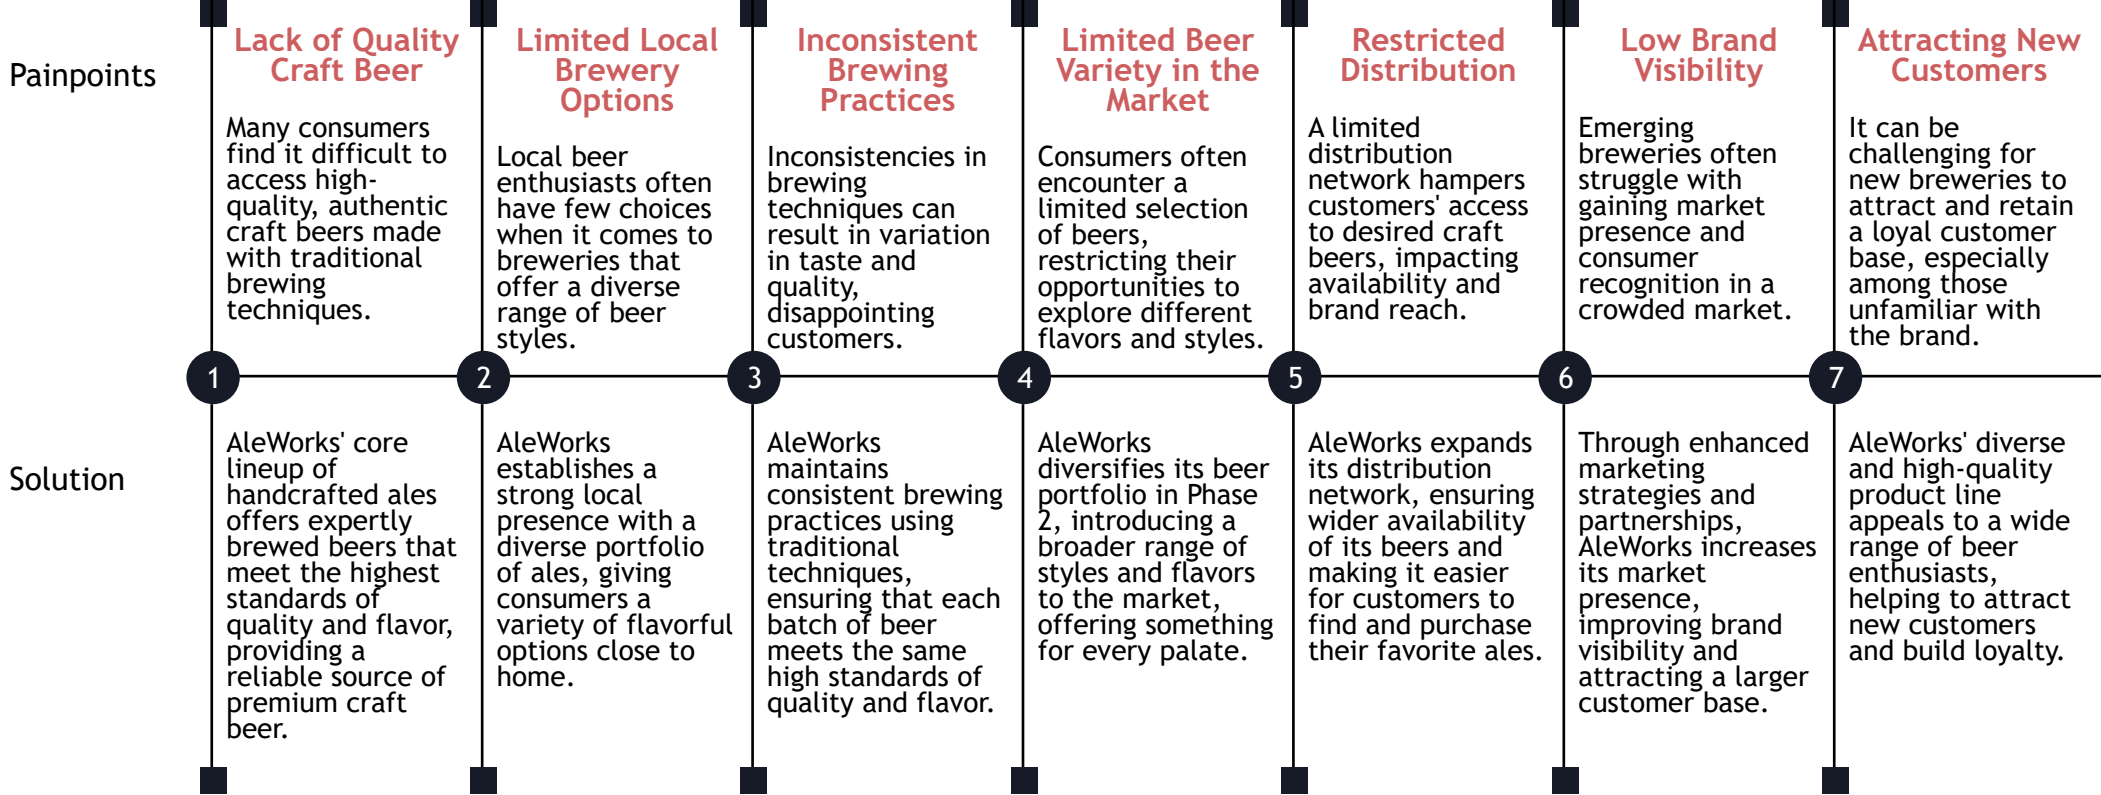 Painpoints
Lack of Quality
Craft Beer
Many consumers
find it difficult to
access high-
quality, authentic
craft beers made
with traditional
brewing
techniques.
Limited Local
Brewery
Options
Local beer
enthusiasts often
have few choices
when it comes to
breweries that
offer a diverse
range of beer
styles.
Inconsistent
Brewing
Practices
Inconsistencies in
brewing
techniques can
result in variation
in taste and
quality,
disappointing
customers.
Limited Beer
Variety in the
Market
Consumers often
encounter a
limited selection
of beers,
restricting their
opportunities to
explore different
flavors and styles.
Restricted
Distribution
A limited
distribution
network hampers
customers' access
to desired craft
beers, impacting
availability and
brand reach.
Low Brand
Visibility
Emerging
breweries often
struggle with
gaining market
presence and
consumer
recognition in a
crowded market.
Attracting New
Customers
It can be
challenging for
new breweries to
attract and retain
a loyal customer
base, especially
among those
unfamiliar with
the brand.
1
2
3
4
5
6
7
Solution
AleWorks' core
lineup of
handcrafted ales
offers expertly
brewed beers that
meet the highest
standards of
quality and flavor,
providing a
reliable source of
premium craft
beer.
AleWorks
establishes a
strong local
presence with a
diverse portfolio
of ales, giving
consumers a
variety of flavorful
options close to
home.
AleWorks
maintains
consistent brewing
practices using
traditional
techniques,
ensuring that each
batch of beer
meets the same
high standards of
quality and flavor.
AleWorks
diversifies its beer
portfolio in Phase
2, introducing a
broader range of
styles and flavors
to the market,
offering something
for every palate.
AleWorks expands
its distribution
network, ensuring
wider availability
of its beers and
making it easier
for customers to
find and purchase
their favorite ales.
Through enhanced
marketing
strategies and
partnerships,
AleWorks increases
its market
presence,
improving brand
visibility and
attracting a larger
customer base.
AleWorks' diverse
and high-quality
product line
appeals to a wide
range of beer
enthusiasts,
helping to attract
new customers
and build loyalty.